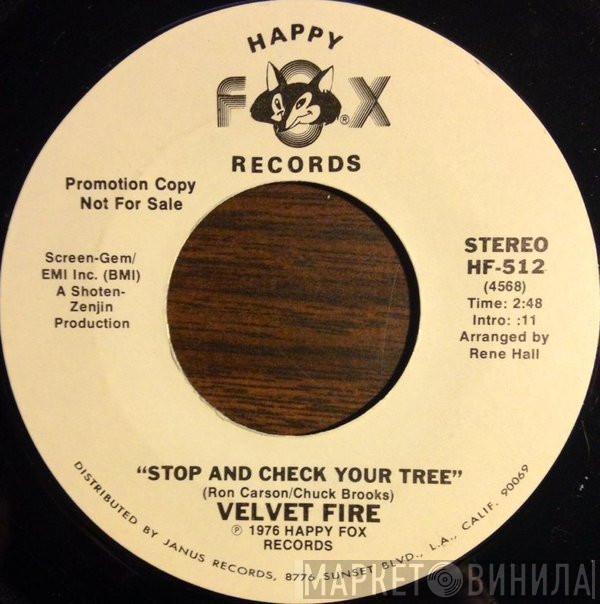 HAPPY
FOX®
RECORDS
Promotion Copy
Not For Sale
Screen-Gem/
EMI Inc. (BMI)
A Shoten-
Zenjin
Production
STEREO
HF-512
(4568)
Time: 2:48
Intro: :11
Arranged by
Rene Hall
"STOP AND CHECK YOUR TREE"
(Ron Carson/Chuck Brooks)
VELVET FIRE
℗ 1976 HAPPY FOX
RECORDS
DISTRIBUTED BY JANUS RECORDS, 8776 SUNSET BLVD., L.A., CALIF. 90069
МАРКЕТ ВИНИЛА